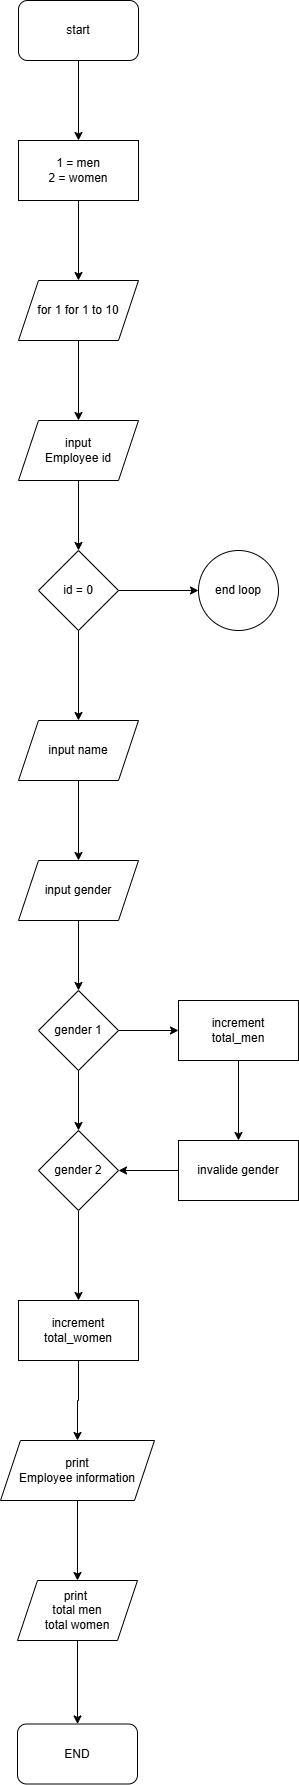 start
1 = men
2 = women
for 1 for 1 to 10
input
Employee id
id = 0
end loop
input name
input gender
gender 1
increment
total_men
gender 2
invalide gender
increment
total_women
print
Employee information
print
total men
total women
END